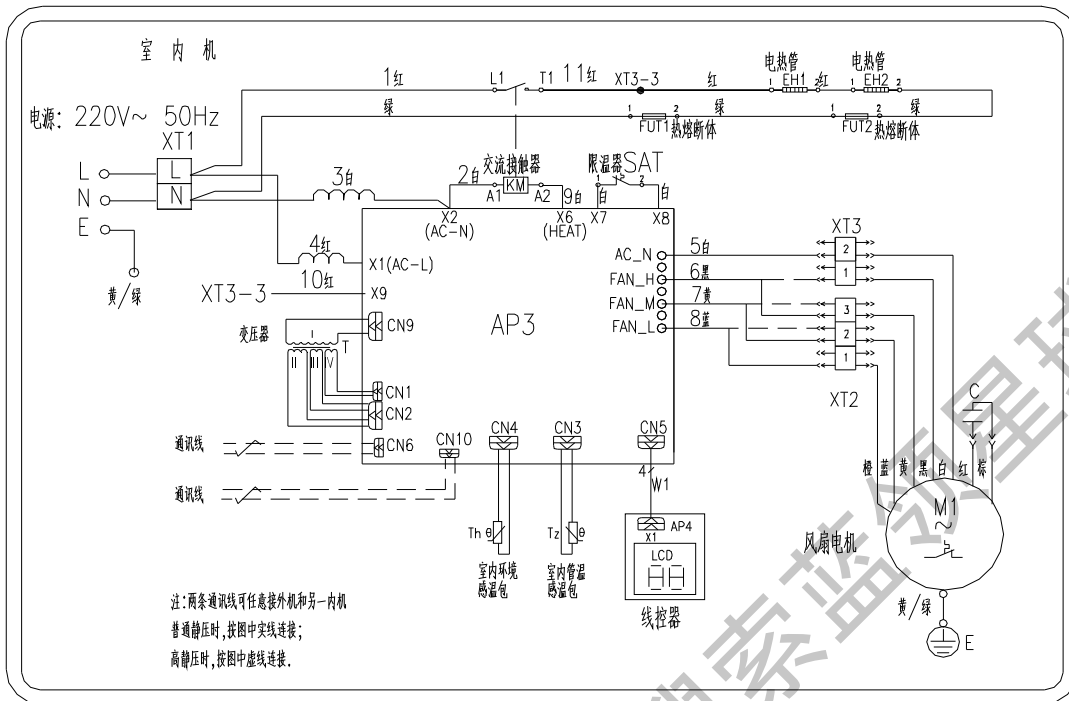 室内机
电源: 220V~ 50Hz
XT1
L
N
E
L
N
黄/绿
1红
绿
L1
T1
11红
XT3-3
红
电热管
1 EH1 2
红
电热管
1 EH2 2
1 2
FUT1 热熔断体
绿
1 2
FUT2 热熔断体
绿
3白
2白
交流接触器
A1 KM A2
9白
限温器 SAT
1 2
白
白
X2
(AC-N)
X6
(HEAT)
X7
X8
4红
X1(AC-L)
10红
XT3-3
X9
AP3
AC_N
FAN_H
FAN_M
FAN_L
5白
6黑
7黄
8蓝
XT3
2
1
3
2
1
XT2
变压器
I
II III IV
T
CN9
CN1
CN2
CN6
CN10
CN4
CN3
CN5
通讯线
通讯线
4
W1
Th θ
室内环境
感温包
Tz θ
室内管温
感温包
AP4
X1
LCD
线控器
C
橙 蓝 黄 黑 白 红 棕
M1
~
风扇电机
黄/绿
E
注:两条通讯线可任意接外机和另一内机
普通静压时,按图中实线连接;
高静压时,按图中虚线连接.
搜索蓝领星球